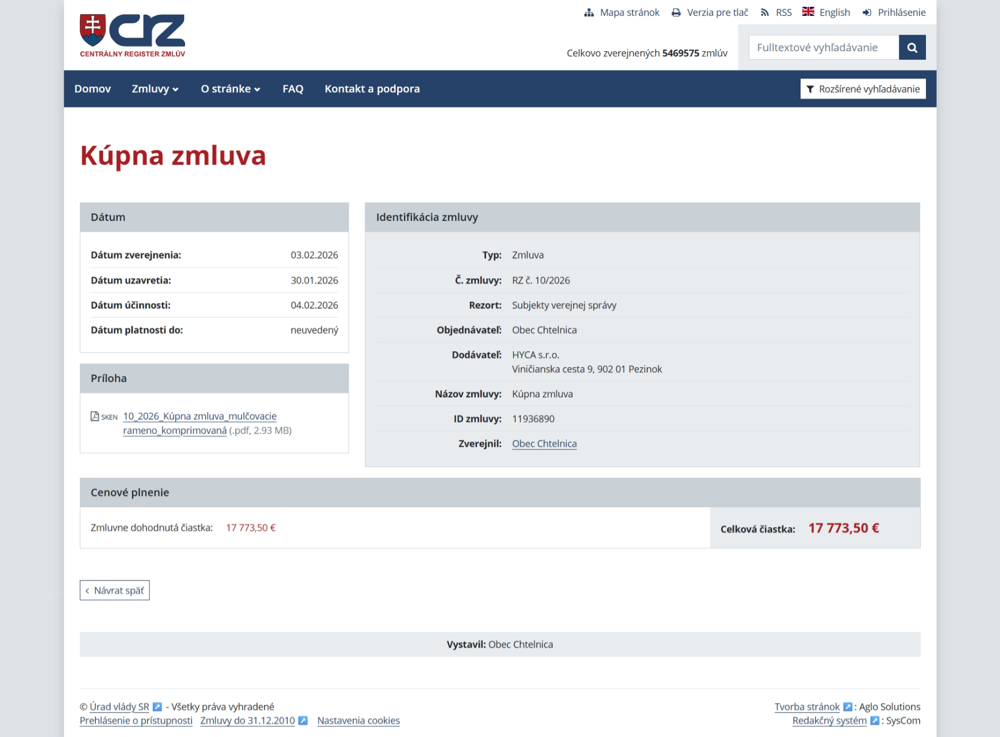 Mapa stránok Verzia pre tlač RSS English Prihlásenie
crz
CENTRÁLNY REGISTER ZMLÚV
Celkovo zverejnených 5469575 zmlúv
Fulltextové vyhľadávanie
Domov Zmluvy O stránke FAQ Kontakt a podpora
Rozšírené vyhľadávanie
Kúpna zmluva
Dátum
Dátum zverejnenia: 03.02.2026
Dátum uzavretia: 30.01.2026
Dátum účinnosti: 04.02.2026
Dátum platnosti do: neuvedený
Príloha
SKEN 10_2026_Kúpna zmluva_mulčovacie
rameno_komprimovaná (.pdf, 2.93 MB)
Identifikácia zmluvy
Typ: Zmluva
Č. zmluvy: RZ č. 10/2026
Rezort: Subjekty verejnej správy
Objednávateľ: Obec Chtelnica
Dodávateľ: HYCA s.r.o.
Viničianska cesta 9, 902 01 Pezinok
Názov zmluvy: Kúpna zmluva
ID zmluvy: 11936890
Zverejnil: Obec Chtelnica
Cenové plnenie
Zmluvne dohodnutá čiastka: 17 773,50 €
Celková čiastka: 17 773,50 €
Návrat späť
Vystavil: Obec Chtelnica
© Úrad vlády SR - Všetky práva vyhradené
Prehlásenie o prístupnosti Zmluvy do 31.12.2010 Nastavenia cookies
Tvorba stránok : Aglo Solutions
Redakčný systém : SysCom